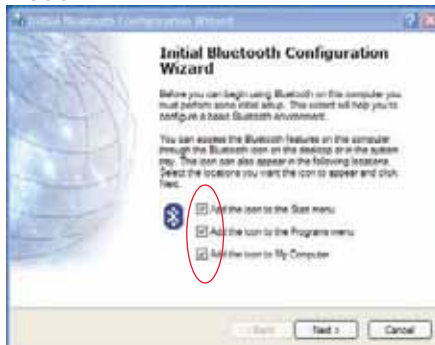 Initial Bluetooth Configuration Wizard
Initial Bluetooth Configuration
Wizard
Before you can begin using Bluetooth on this computer you
must perform some initial setup. This wizard will help you to
configure a basic Bluetooth environment.
You can access the Bluetooth features on this computer
through the Bluetooth icon on the desktop or in the system
tray. This icon can also appear in the following locations.
Select the locations you want the icon to appear and click
Next.
Add the icon to the Start menu
Add the icon to the Programs menu
Add the icon to My Computer
Next > Cancel